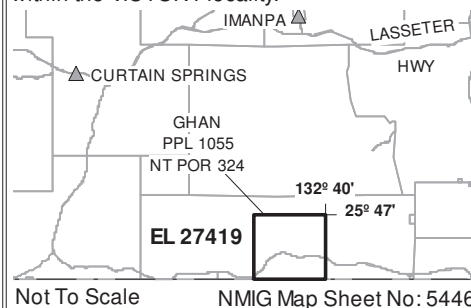 within the VICTORY locality.
IMANPA
LASSETER
HWY
CURTAIN SPRINGS
GHAN
PPL 1055
NT POR 324
132º 40'
25º 47'
EL 27419
Not To Scale
NMIG Map Sheet No: 5446